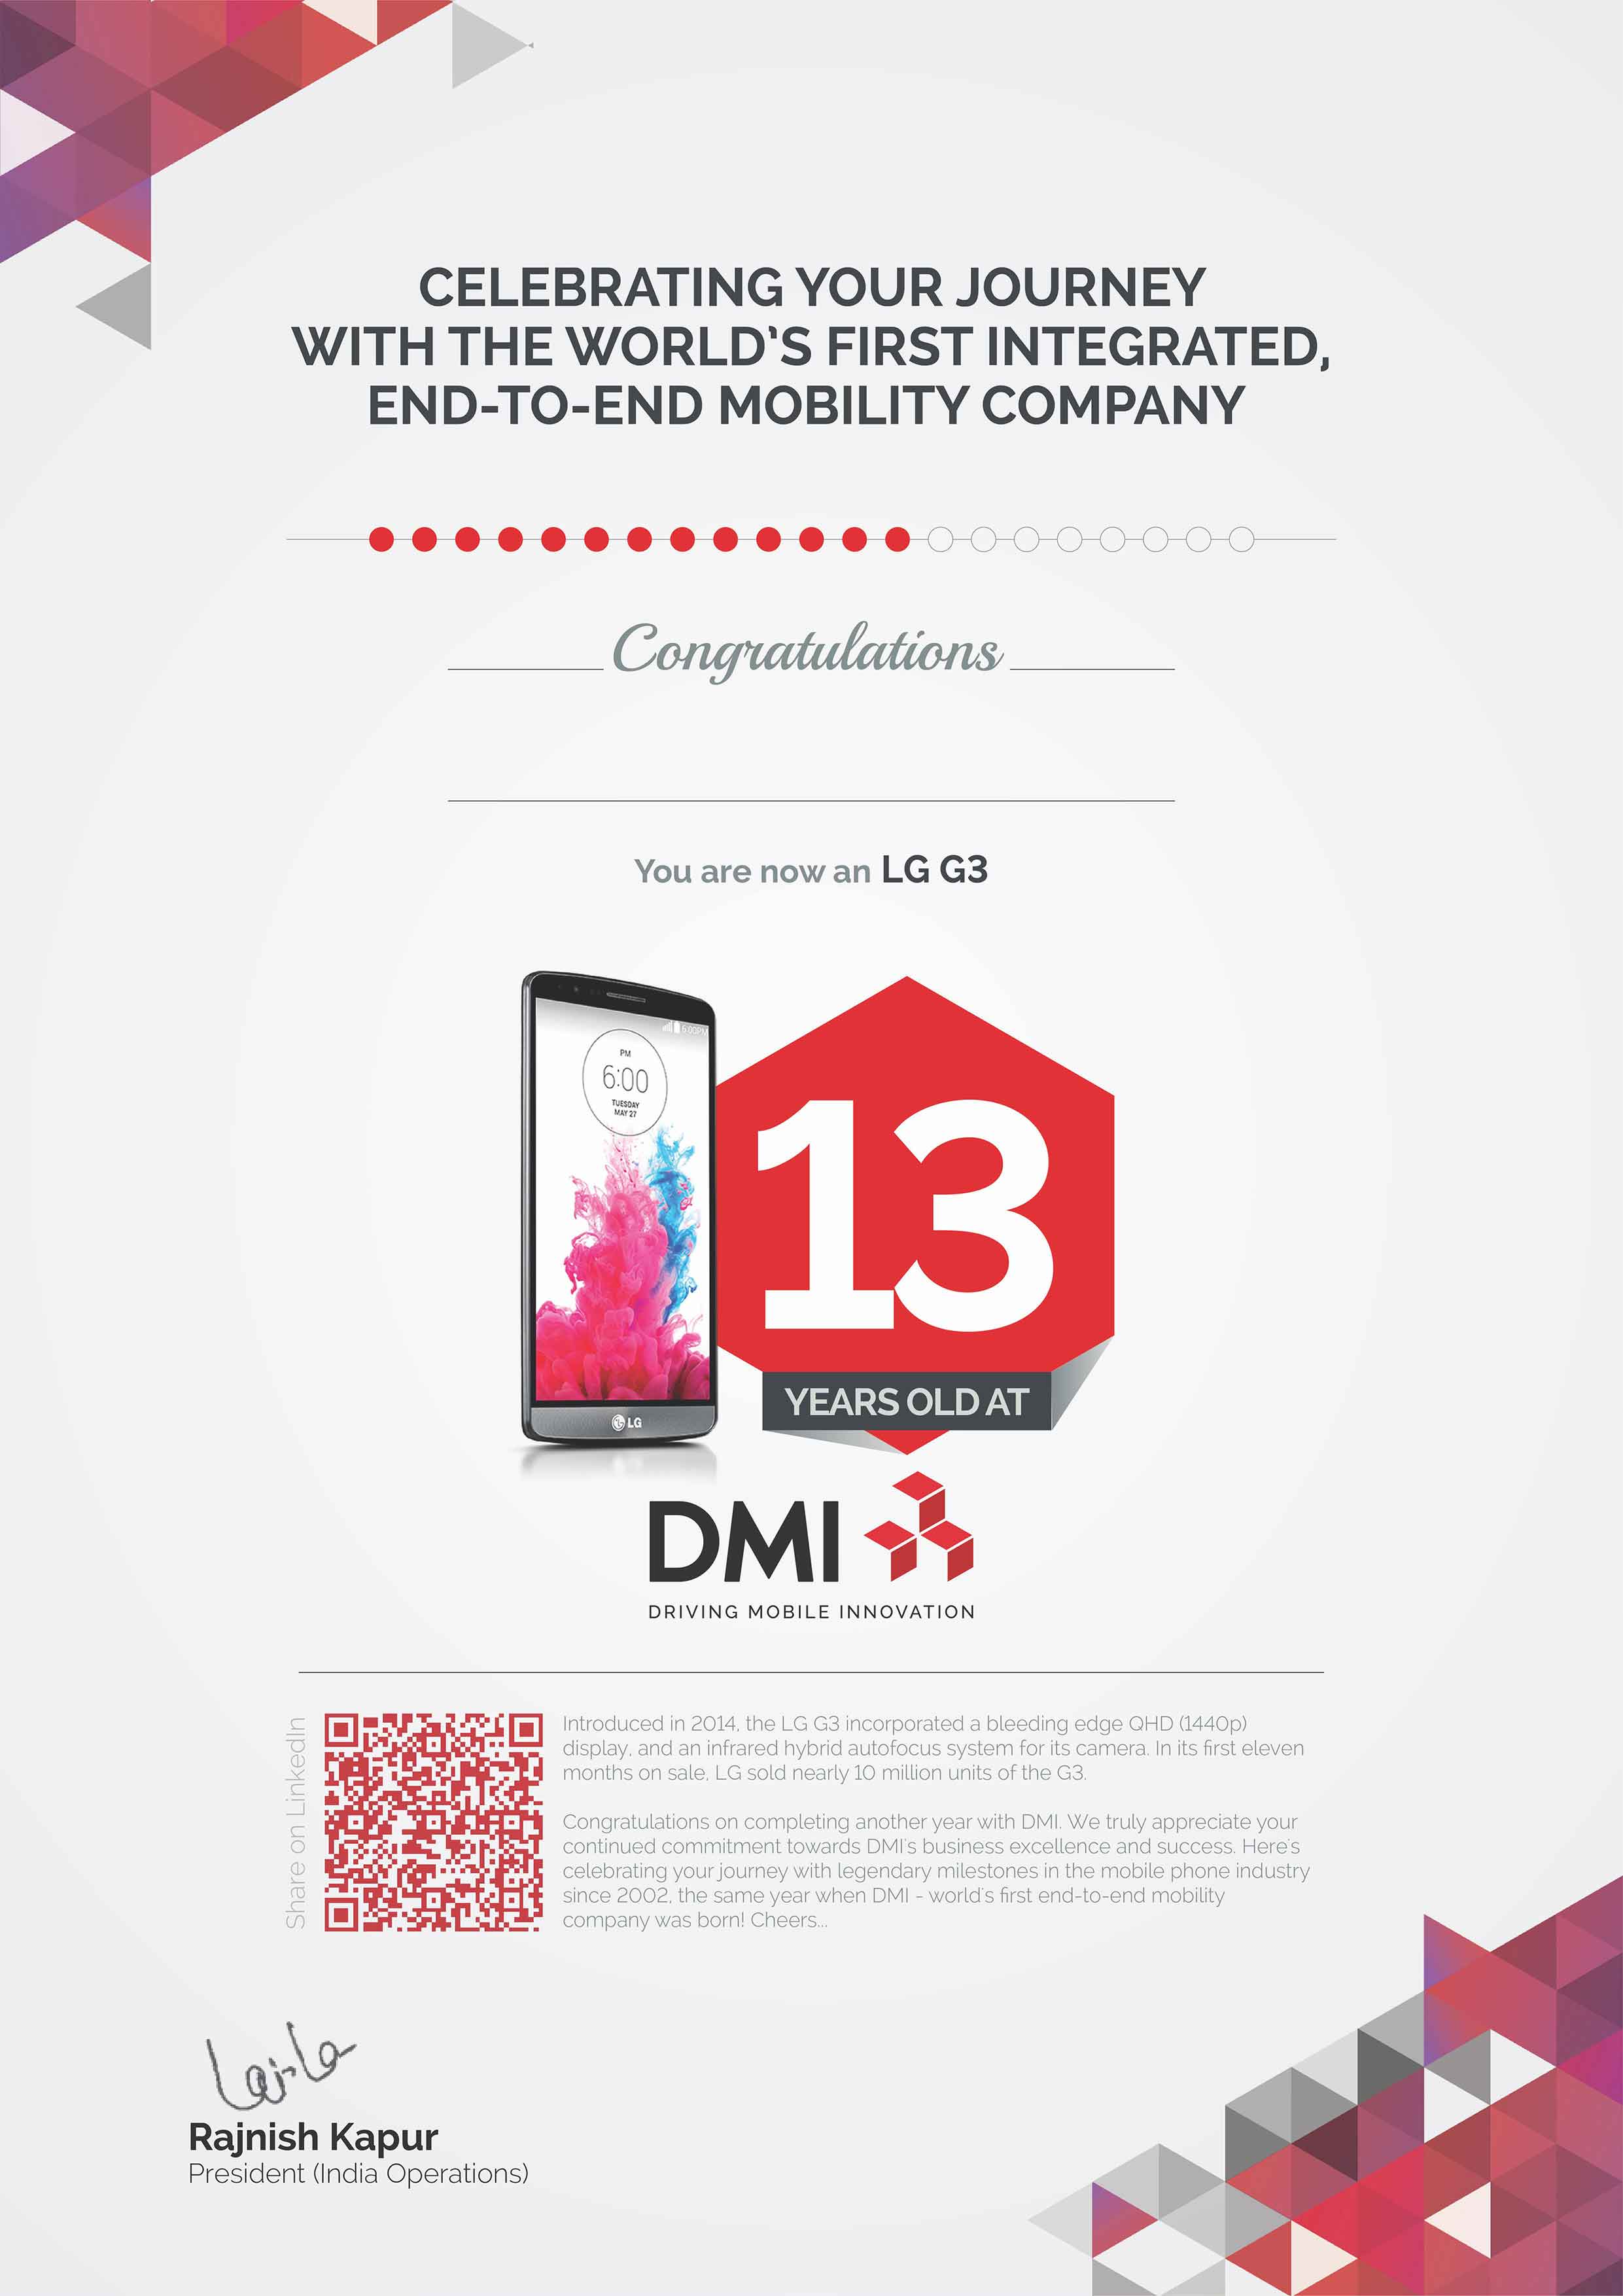 CELEBRATING YOUR JOURNEY
WITH THE WORLD'S FIRST INTEGRATED,
END-TO-END MOBILITY COMPANY
Congratulations
You are now an LG G3
6:00PM
PM
6:00
TUESDAY
MAY 27
LG
13
YEARS OLD AT
DMI
DRIVING MOBILE INNOVATION
Share on LinkedIn
Introduced in 2014, the LG G3 incorporated a bleeding edge QHD (1440p)
display, and an infrared hybrid autofocus system for its camera. In its first eleven
months on sale, LG sold nearly 10 million units of the G3.
Congratulations on completing another year with DMI. We truly appreciate your
continued commitment towards DMI's business excellence and success. Here's
celebrating your journey with legendary milestones in the mobile phone industry
since 2002, the same year when DMI - world's first end-to-end mobility
company was born! Cheers...
Rajnish Kapur
President (India Operations)